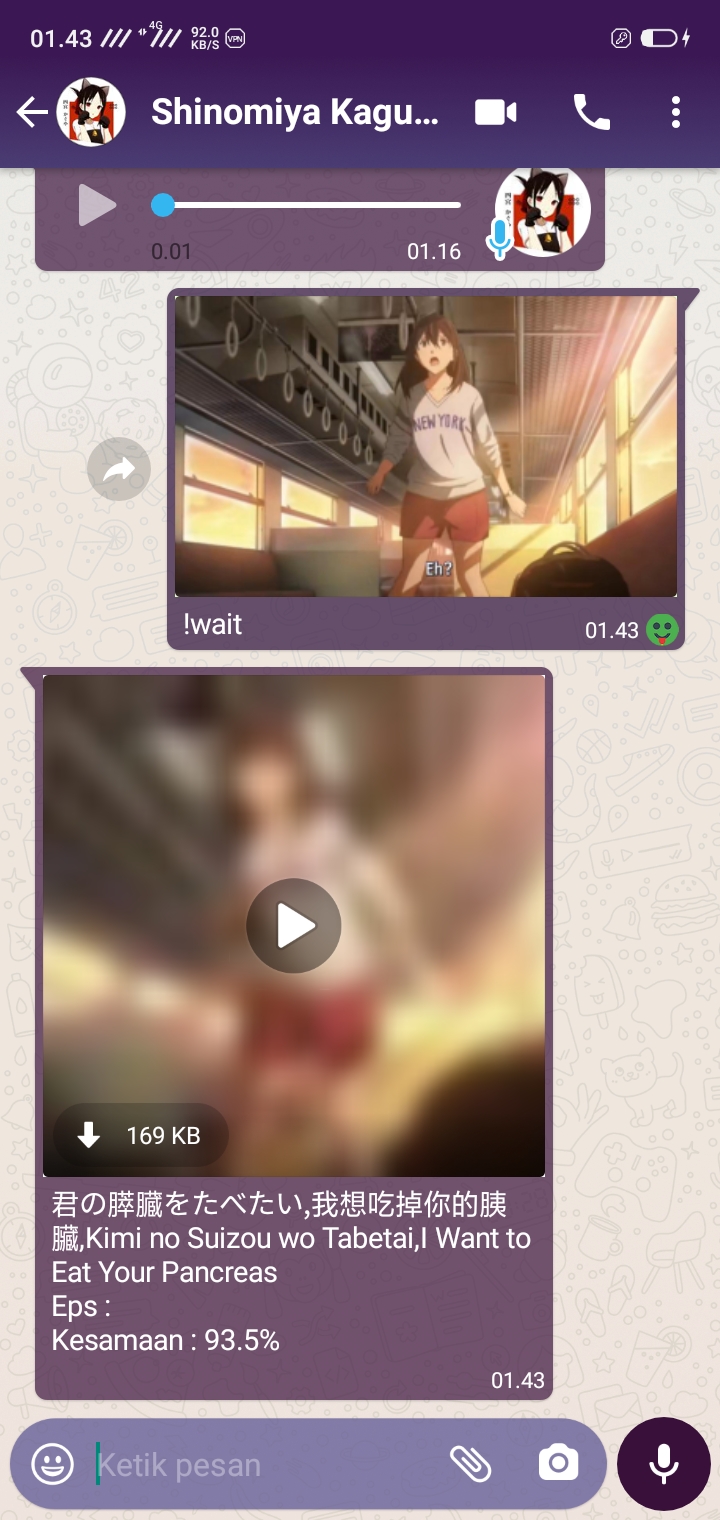 01.43
4G
92.0
KB/S
VPN
Shinomiya Kagu...
0.01
01.16
NEW YORK
Eh?
!wait
01.43
169 KB
君の膵臓をたべたい,我想吃掉你的胰
臟,Kimi no Suizou wo Tabetai,I Want to
Eat Your Pancreas
Eps :
Kesamaan : 93.5%
01.43
Ketik pesan